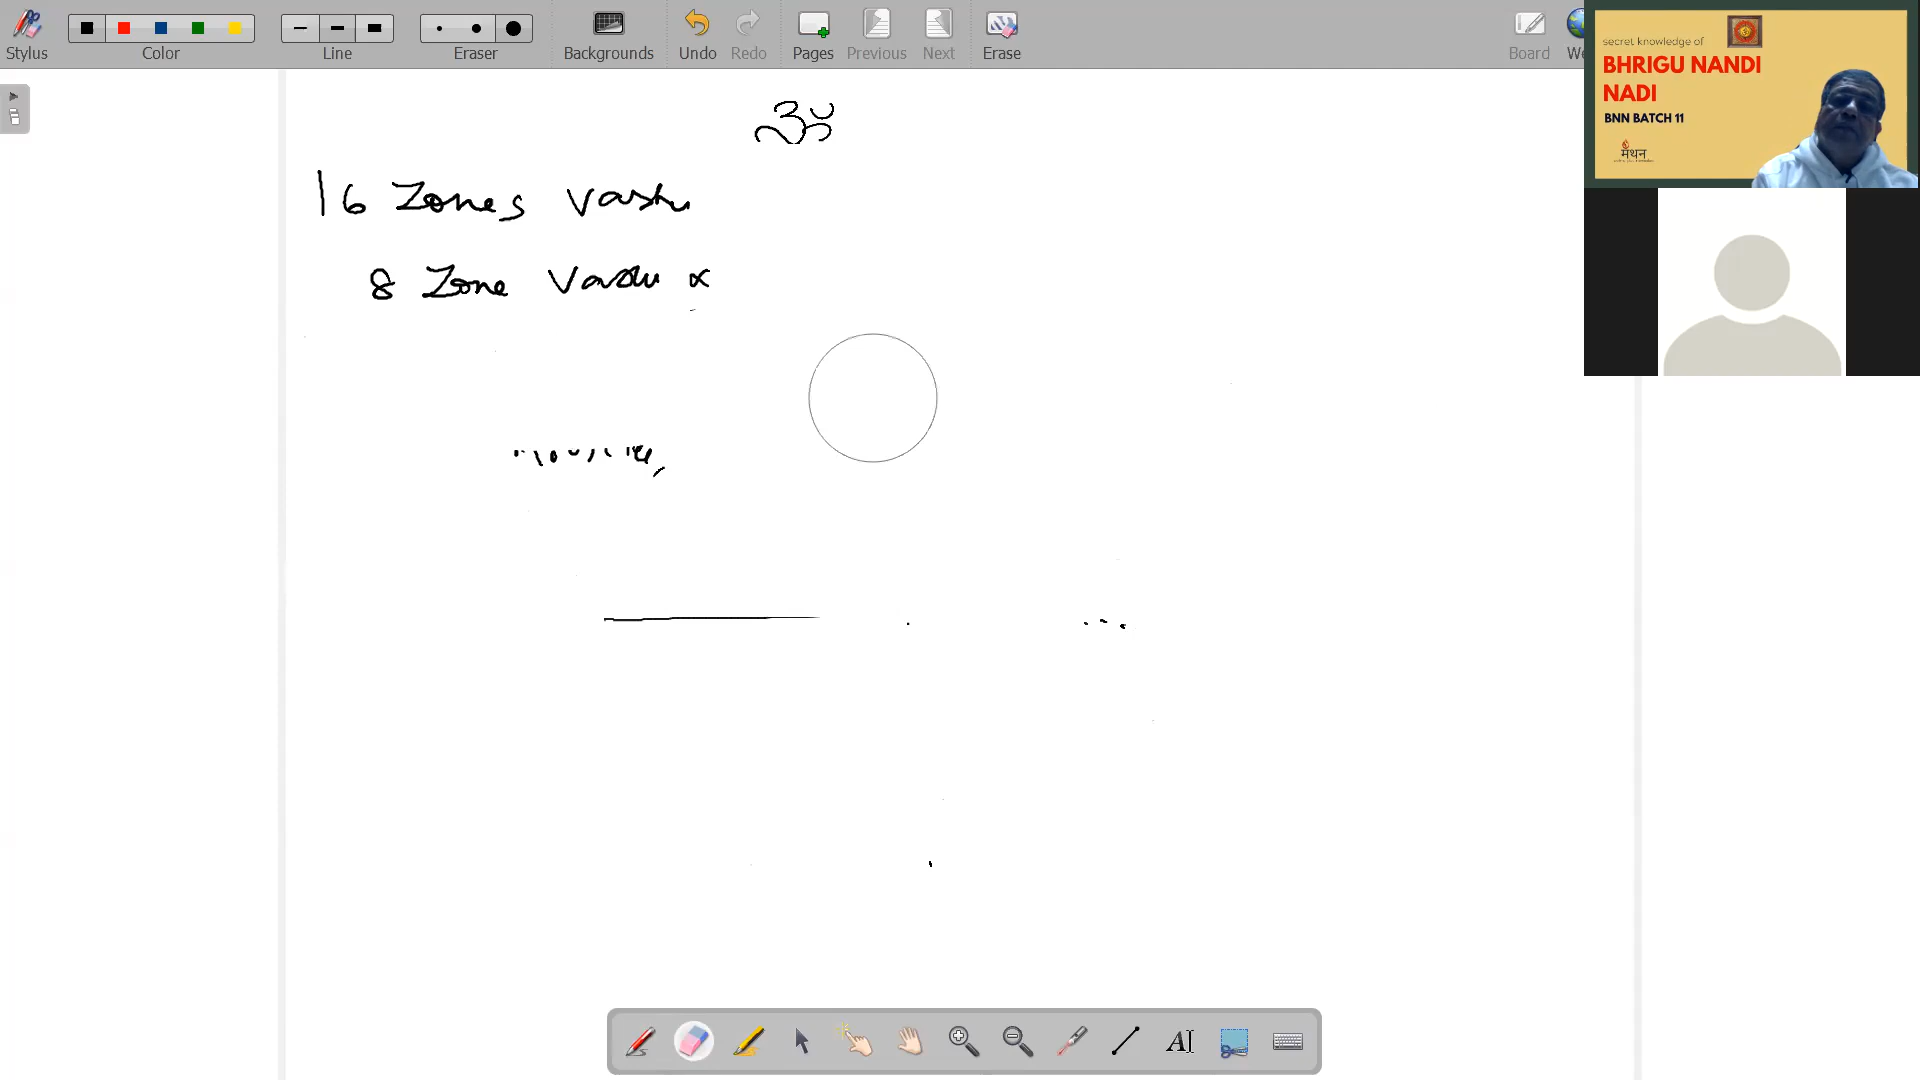 Stylus
Color
Line
Eraser
Backgrounds
Undo
Redo
Pages
Previous
Next
Erase
Board
We
secret knowledge of
BHRIGU NANDI
NADI
BNN BATCH 11
मंथन
ॐ
16 Zones Vastu
8 Zone Vastu